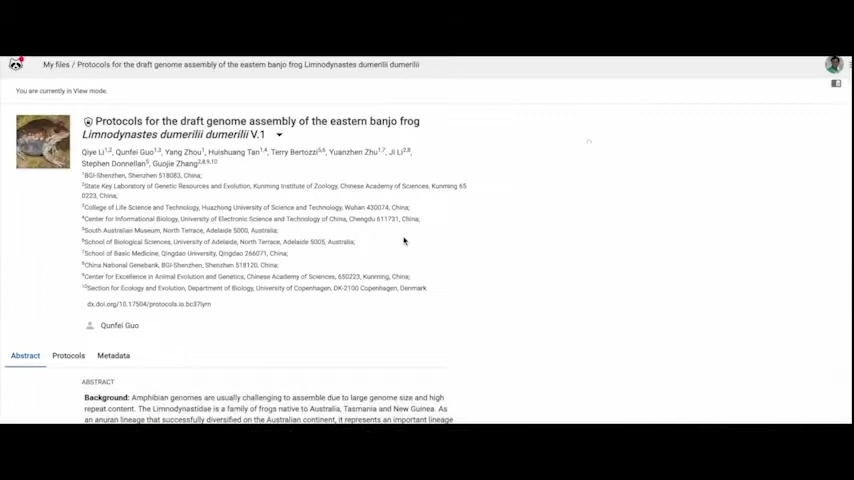 My files / Protocols for the draft genome assembly of the eastern banjo frog Limnodynastes dumerilii dumerilii
You are currently in View mode.
Protocols for the draft genome assembly of the eastern banjo frog
Limnodynastes dumerilii dumerilii V.1
Qiye Li1,2, Qunfei Guo1,3, Yang Zhou1, Huishuang Tan1,4, Terry Bertozzi5,6, Yuanzhen Zhu1,7, Ji Li2,8,
Stephen Donnellan5, Guojie Zhang2,8,9,10
1BGI-Shenzhen, Shenzhen 518083, China;
2State Key Laboratory of Genetic Resources and Evolution, Kunming Institute of Zoology, Chinese Academy of Sciences, Kunming 65
0223, China;
3College of Life Science and Technology, Huazhong University of Science and Technology, Wuhan 430074, China;
4Center for Informational Biology, University of Electronic Science and Technology of China, Chengdu 611731, China;
5South Australian Museum, North Terrace, Adelaide 5000, Australia;
6School of Biological Sciences, University of Adelaide, North Terrace, Adelaide 5005, Australia;
7School of Basic Medicine, Qingdao University, Qingdao 266071, China;
8China National Genebank, BGI-Shenzhen, Shenzhen 518120, China;
9Center for Excellence in Animal Evolution and Genetics, Chinese Academy of Sciences, 650223, Kunming, China;
10Section for Ecology and Evolution, Department of Biology, University of Copenhagen, DK-2100 Copenhagen, Denmark
dx.doi.org/10.17504/protocols.io.bc37iyrn
Qunfei Guo
Abstract Protocols Metadata
ABSTRACT
Background: Amphibian genomes are usually challenging to assemble due to large genome size and high
repeat content. The Limnodynastidae is a family of frogs native to Australia, Tasmania and New Guinea. As
an anuran lineage that successfully diversified on the Australian continent, it represents an important lineage